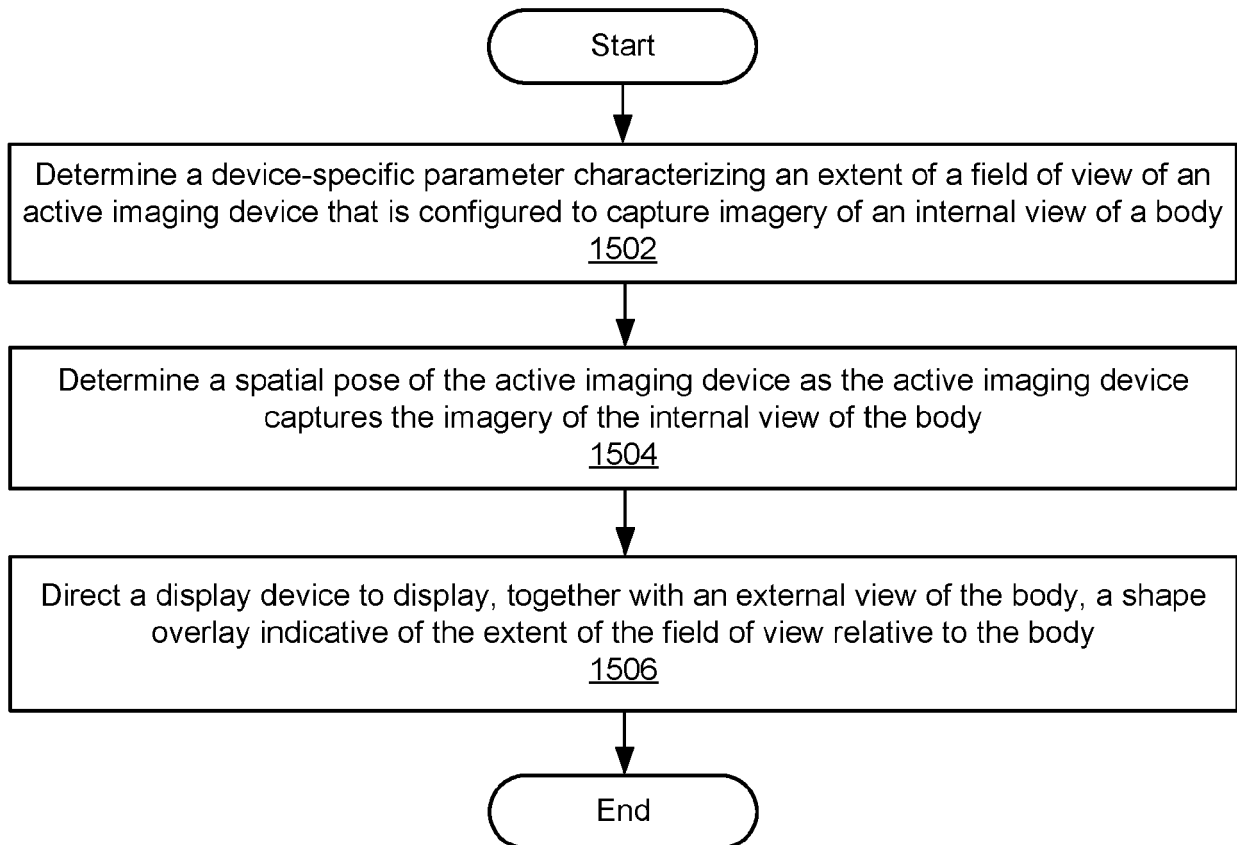 Start
Determine a device-specific parameter characterizing an extent of a field of view of an
active imaging device that is configured to capture imagery of an internal view of a body
1502
Determine a spatial pose of the active imaging device as the active imaging device
captures the imagery of the internal view of the body
1504
Direct a display device to display, together with an external view of the body, a shape
overlay indicative of the extent of the field of view relative to the body
1506
End